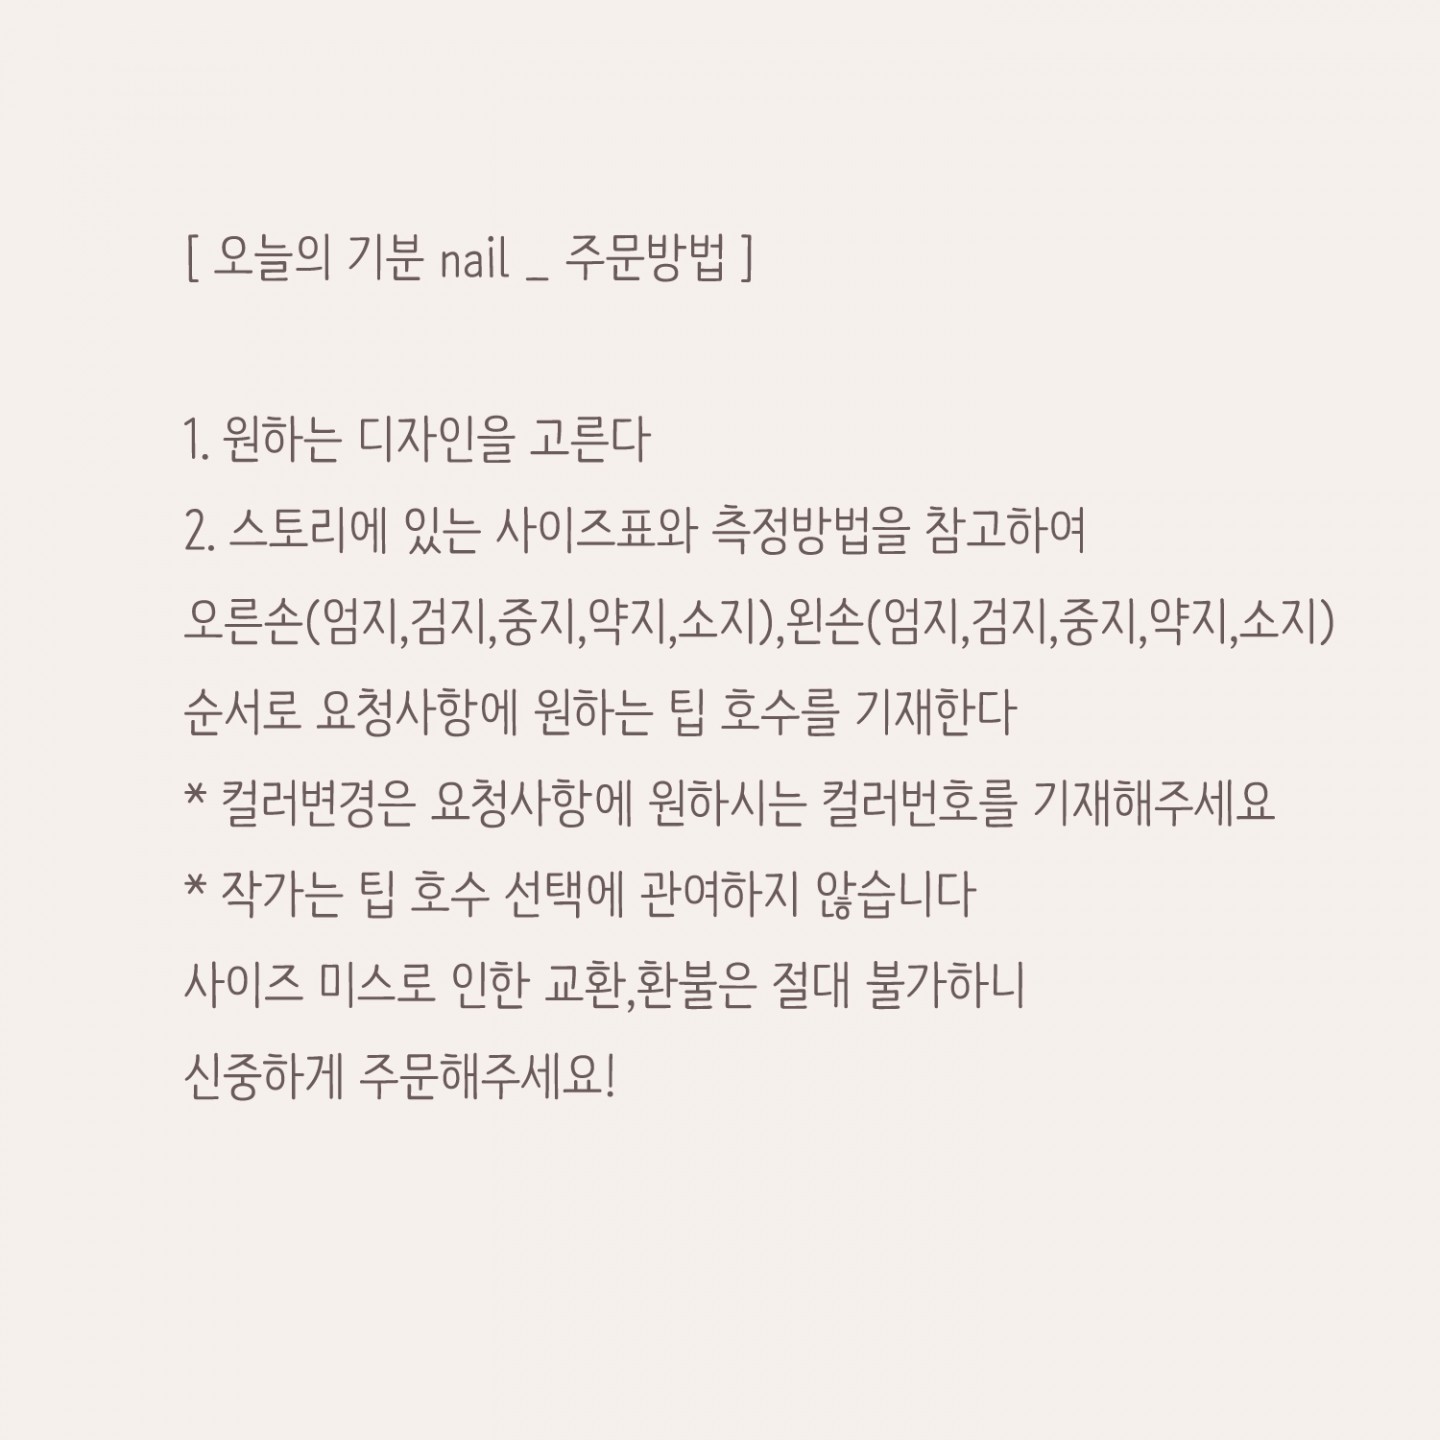 [ 오늘의 기분 nail _ 주문방법 ]
1. 원하는 디자인을 고른다
2. 스토리에 있는 사이즈표와 측정방법을 참고하여
오른손(엄지,검지,중지,약지,소지),왼손(엄지,검지,중지,약지,소지)
순서로 요청사항에 원하는 팁 호수를 기재한다
* 컬러변경은 요청사항에 원하시는 컬러번호를 기재해주세요
* 작가는 팁 호수 선택에 관여하지 않습니다
사이즈 미스로 인한 교환,환불은 절대 불가하니
신중하게 주문해주세요!